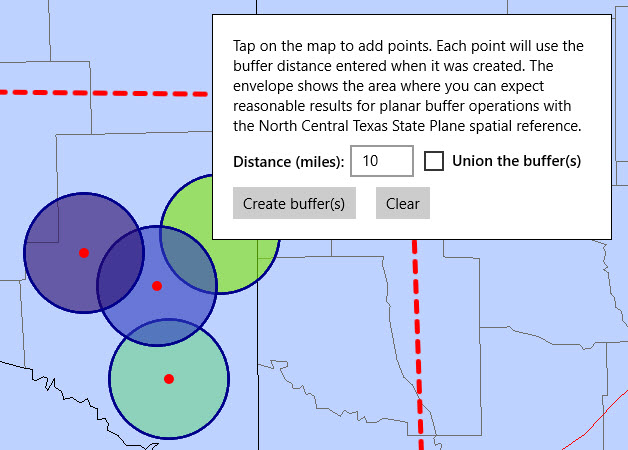 Tap on the map to add points. Each point will use the
buffer distance entered when it was created. The
envelope shows the area where you can expect
reasonable results for planar buffer operations with
the North Central Texas State Plane spatial reference.
Distance (miles): 10 Union the buffer(s)
Create buffer(s) Clear